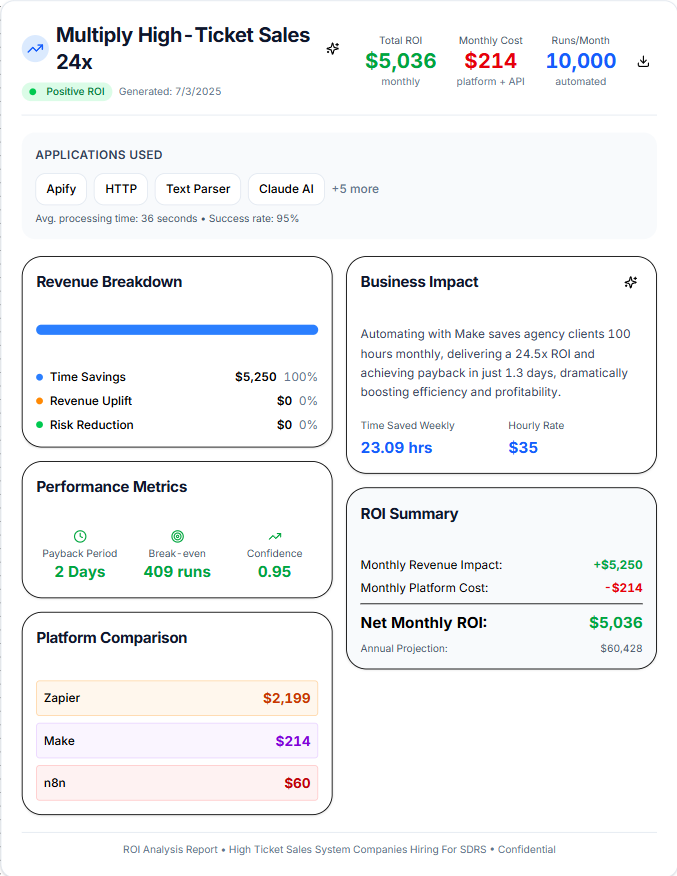 Multiply High-Ticket Sales
24x
Positive ROI
Generated: 7/3/2025
Total ROI
$5,036
monthly
Monthly Cost
$214
platform + API
Runs/Month
10,000
automated
APPLICATIONS USED
Apify
HTTP
Text Parser
Claude AI
+5 more
Avg. processing time: 36 seconds • Success rate: 95%
Revenue Breakdown
Time Savings $5,250 100%
Revenue Uplift $0 0%
Risk Reduction $0 0%
Performance Metrics
Payback Period
2 Days
Break-even
409 runs
Confidence
0.95
Platform Comparison
Zapier $2,199
Make $214
n8n $60
Business Impact
Automating with Make saves agency clients 100
hours monthly, delivering a 24.5x ROI and
achieving payback in just 1.3 days, dramatically
boosting efficiency and profitability.
Time Saved Weekly
23.09 hrs
Hourly Rate
$35
ROI Summary
Monthly Revenue Impact: +$5,250
Monthly Platform Cost: -$214
Net Monthly ROI: $5,036
Annual Projection: $60,428
ROI Analysis Report • High Ticket Sales System Companies Hiring For SDRS • Confidential